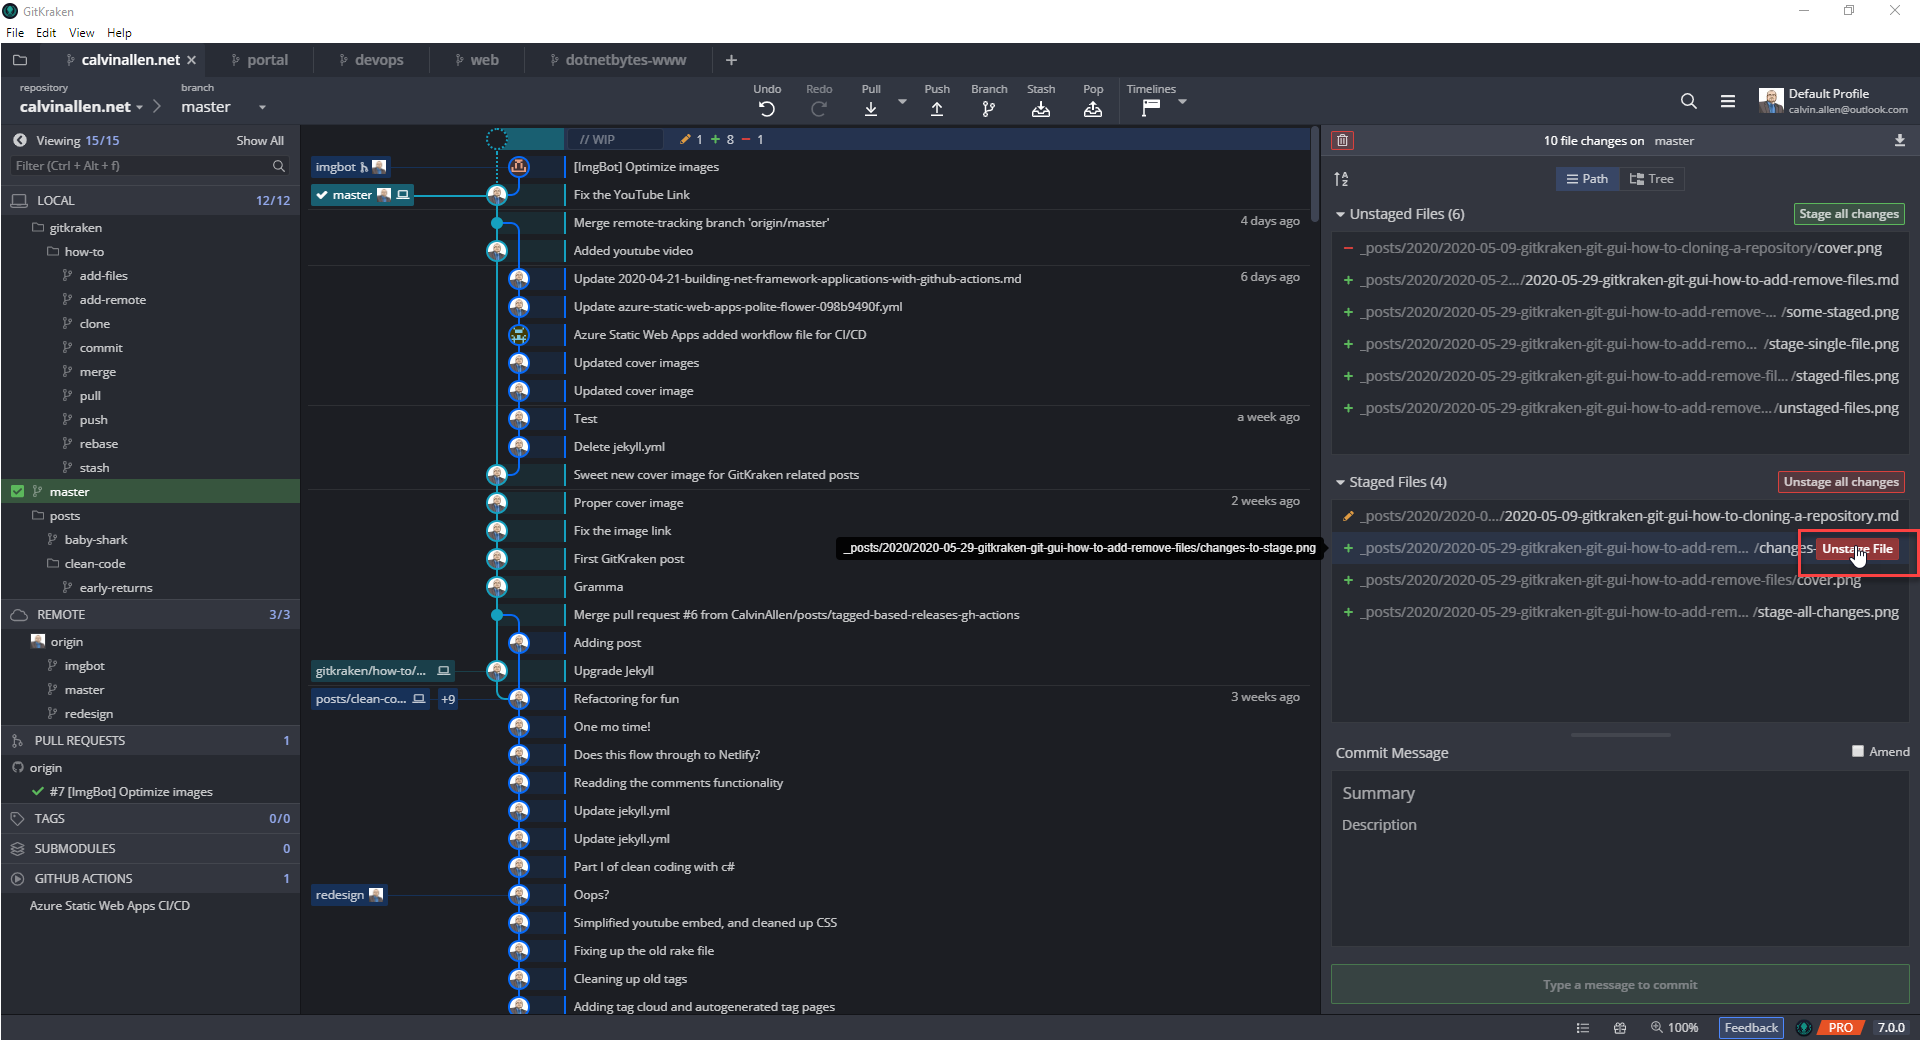 GitKraken
File Edit View Help
calvinallen.net
portal
devops
web
dotnetbytes-www
repository
calvinallen.net
branch
master
Undo
Redo
Pull
Push
Branch
Stash
Pop
Timelines
Default Profile
calvin.allen@outlook.com
Viewing 15/15
Show All
Filter (Ctrl + Alt + f)
LOCAL 12/12
gitkraken
how-to
add-files
add-remote
clone
commit
merge
pull
push
rebase
stash
master
posts
baby-shark
clean-code
early-returns
REMOTE 3/3
origin
imgbot
master
redesign
PULL REQUESTS 1
origin
#7 [ImgBot] Optimize images
TAGS 0/0
SUBMODULES 0
GITHUB ACTIONS 1
Azure Static Web Apps CI/CD
// WIP 1 + 8 − 1
imgbot [ImgBot] Optimize images
master Fix the YouTube Link
Merge remote-tracking branch 'origin/master' 4 days ago
Added youtube video
Update 2020-04-21-building-net-framework-applications-with-github-actions.md 6 days ago
Update azure-static-web-apps-polite-flower-098b9490f.yml
Azure Static Web Apps added workflow file for CI/CD
Updated cover images
Updated cover image
Test a week ago
Delete jekyll.yml
Sweet new cover image for GitKraken related posts
Proper cover image 2 weeks ago
Fix the image link
First GitKraken post
_posts/2020/2020-05-29-gitkraken-git-gui-how-to-add-remove-files/changes-to-stage.png
Gramma
Merge pull request #6 from CalvinAllen/posts/tagged-based-releases-gh-actions
Adding post
gitkraken/how-to/... Upgrade Jekyll
posts/clean-co... +9 Refactoring for fun 3 weeks ago
One mo time!
Does this flow through to Netlify?
Readding the comments functionality
Update jekyll.yml
Update jekyll.yml
Part I of clean coding with c#
redesign Oops?
Simplified youtube embed, and cleaned up CSS
Fixing up the old rake file
Cleaning up old tags
Adding tag cloud and autogenerated tag pages
10 file changes on master
Path Tree
Unstaged Files (6)
Stage all changes
− _posts/2020/2020-05-09-gitkraken-git-gui-how-to-cloning-a-repository/cover.png
+ _posts/2020/2020-05-2.../2020-05-29-gitkraken-git-gui-how-to-add-remove-files.md
+ _posts/2020/2020-05-29-gitkraken-git-gui-how-to-add-remove-... /some-staged.png
+ _posts/2020/2020-05-29-gitkraken-git-gui-how-to-add-remo... /stage-single-file.png
+ _posts/2020/2020-05-29-gitkraken-git-gui-how-to-add-remove-fil... /staged-files.png
+ _posts/2020/2020-05-29-gitkraken-git-gui-how-to-add-remove... /unstaged-files.png
Staged Files (4)
Unstage all changes
_posts/2020/2020-0.../2020-05-09-gitkraken-git-gui-how-to-cloning-a-repository.md
+ _posts/2020/2020-05-29-gitkraken-git-gui-how-to-add-rem... /changes- Unstage File
+ _posts/2020/2020-05-29-gitkraken-git-gui-how-to-add-remove-files/cover.png
+ _posts/2020/2020-05-29-gitkraken-git-gui-how-to-add-rem... /stage-all-changes.png
Commit Message
Amend
Summary
Description
Type a message to commit
100%
Feedback
PRO
7.0.0